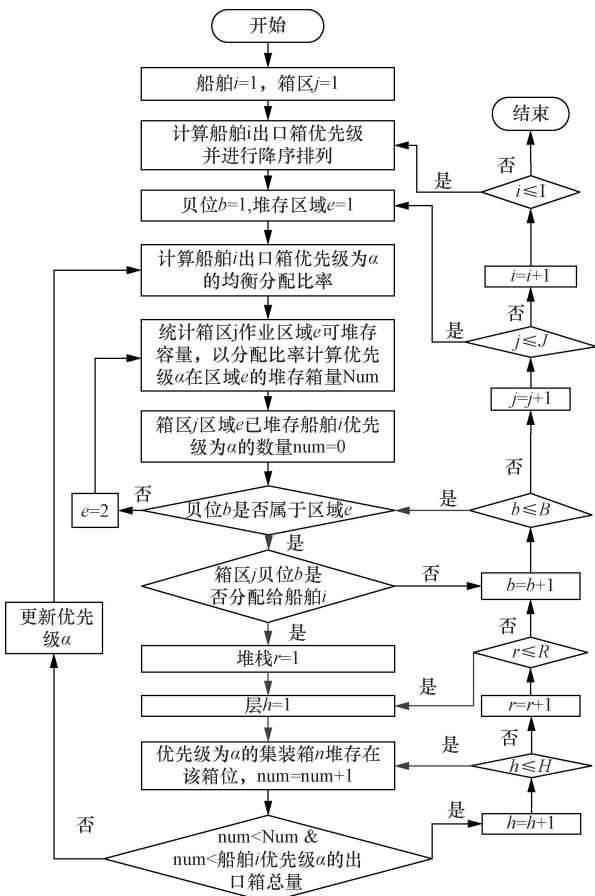 开始
船舶i=1，箱区j=1
计算船舶i出口箱优先级
并进行降序排列
贝位b=1,堆存区域e=1
计算船舶i出口箱优先级为α
的均衡分配比率
统计箱区j作业区域e可堆存
容量，以分配比率计算优先
级α在区域e的堆存箱量Num
箱区j区域e已堆存船舶i优先
级为α的数量num=0
贝位b是否属于区域e
否
e=2
是
箱区j贝位b是
否分配给船舶i
否
是
堆栈r=1
层h=1
优先级为α的集装箱n堆存在
该箱位，num=num+1
num<Num &
num<船舶i优先级α的出
口箱总量
否
更新优先
级α
是
h=h+1
h≤H
是
否
r=r+1
r≤R
是
否
b=b+1
b≤B
是
否
j=j+1
j≤J
是
否
i=i+1
i≤I
是
否
结束